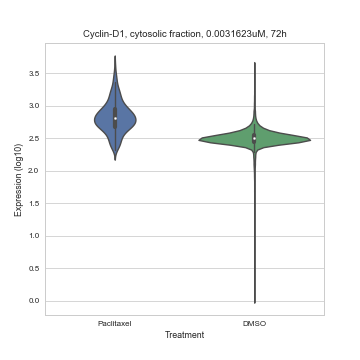 Cyclin-D1, cytosolic fraction, 0.0031623uM, 72h
3.5
3.0
2.5
2.0
1.5
1.0
0.5
0.0
Expression (log10)
Paclitaxel
DMSO
Treatment